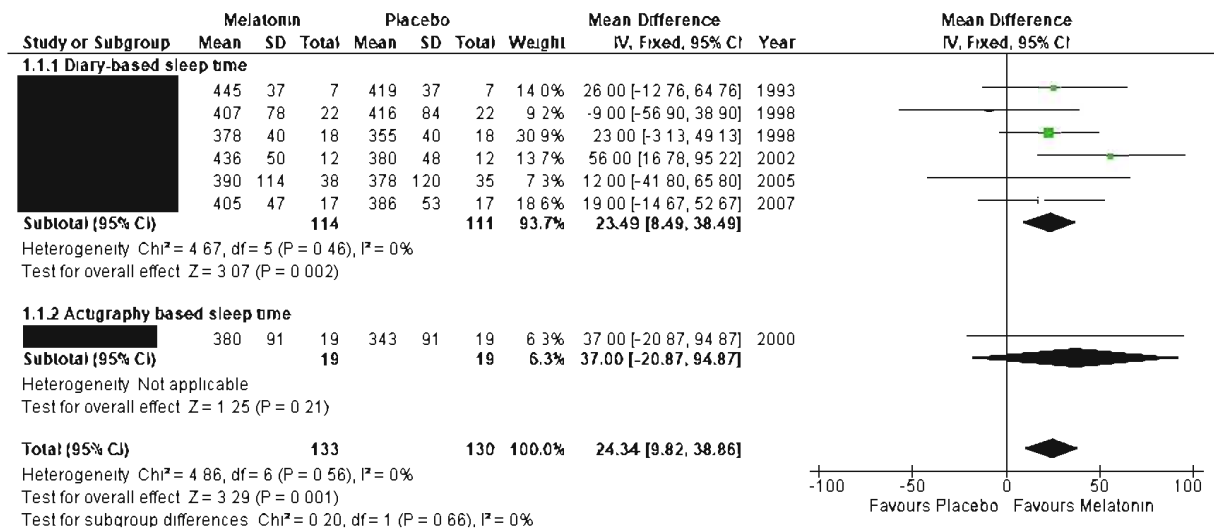 Melatonin Placebo Mean Difference Mean Difference
Study or Subgroup Mean SD Total Mean SD Total Weight IV, Fixed, 95% CI Year IV, Fixed, 95% CI
1.1.1 Diary-based sleep time
445 37 7 419 37 7 14 0% 26 00 [-12 76, 64 76] 1993
407 78 22 416 84 22 9 2% -9 00 [-56 90, 38 90] 1998
378 40 18 355 40 18 30 9% 23 00 [-3 13, 49 13] 1998
436 50 12 380 48 12 13 7% 56 00 [16 78, 95 22] 2002
390 114 38 378 120 35 7 3% 12 00 [-41 80, 65 80] 2005
405 47 17 386 53 17 18 6% 19 00 [-14 67, 52 67] 2007
Subtotal (95% CI) 114 111 93.7% 23.49 [8.49, 38.49]
Heterogeneity Chi² = 4 67, df = 5 (P = 0 46), I² = 0%
Test for overall effect Z = 3 07 (P = 0 002)
1.1.2 Actigraphy based sleep time
380 91 19 343 91 19 6 3% 37 00 [-20 87, 94 87] 2000
Subtotal (95% CI) 19 19 6.3% 37.00 [-20.87, 94.87]
Heterogeneity Not applicable
Test for overall effect Z = 1 25 (P = 0 21)
Total (95% CI) 133 130 100.0% 24.34 [9.82, 38.86]
Heterogeneity Chi² = 4 86, df = 6 (P = 0 56), I² = 0%
Test for overall effect Z = 3 29 (P = 0 001)
Test for subgroup differences Chi² = 0 20, df = 1 (P = 0 66), I² = 0%
-100 -50 0 50 100
Favours Placebo Favours Melatonin